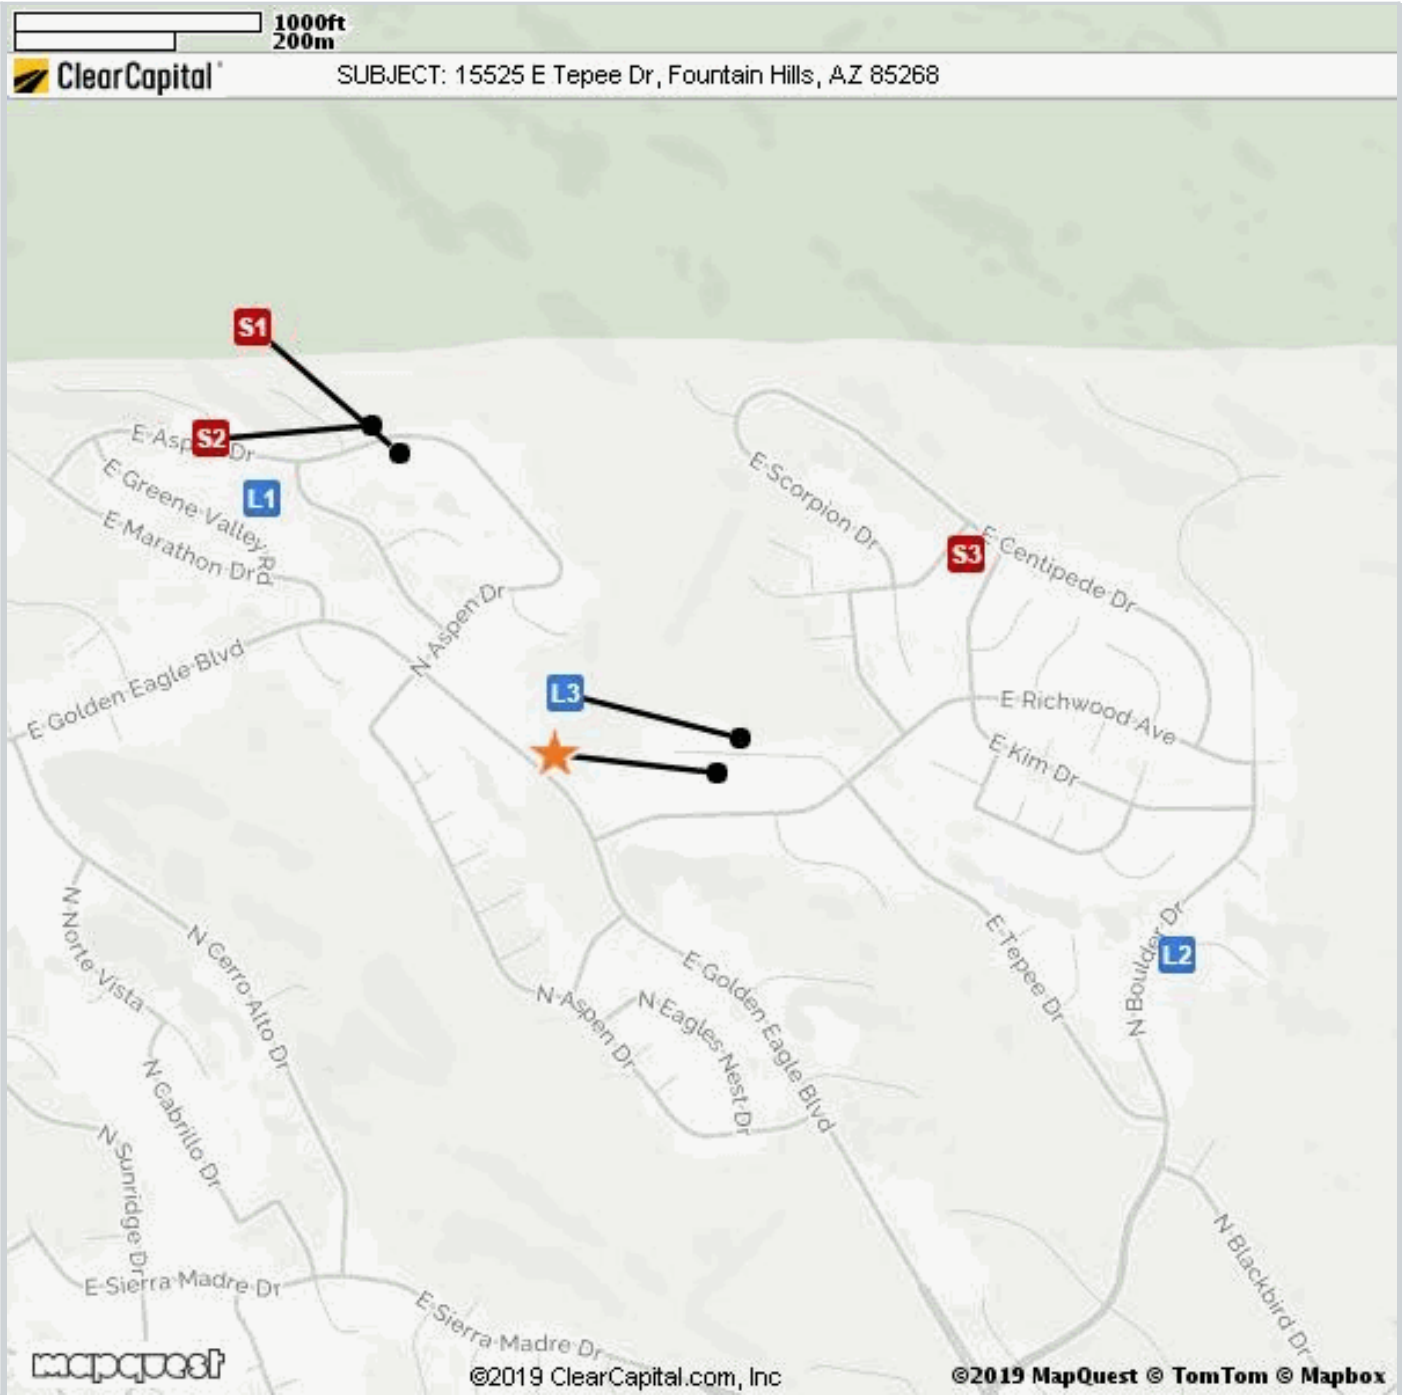 1000ft
200m
ClearCapital
SUBJECT: 15525 E Tepee Dr, Fountain Hills, AZ 85268
S1
S2
E Asp
Dr
L1
E Greene Valley Rd
E Marathon Dr
E Scorpion Dr
S3
E Centipede Dr
N Aspen Dr
E Golden Eagle Blvd
L3
E Richwood Ave
E Kim Dr
N Norte Vista
N Cerro Alto Dr
E Tepee Dr
N Boulder Dr
L2
N Aspen Dr
N Eagles Nest Dr
E Golden Eagle Blvd
N Cabrillo Dr
N Sunridge Dr
N Blackbird Dr
E Sierra Madre Dr
E Sierra Madre Dr
mapquest
©2019 ClearCapital.com, Inc
©2019 MapQuest © TomTom © Mapbox